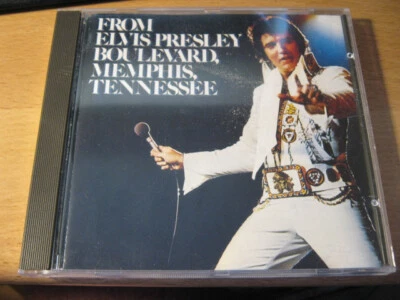 FROM
ELVIS PRESLEY
BOULEVARD,
MEMPHIS,
TENNESSEE